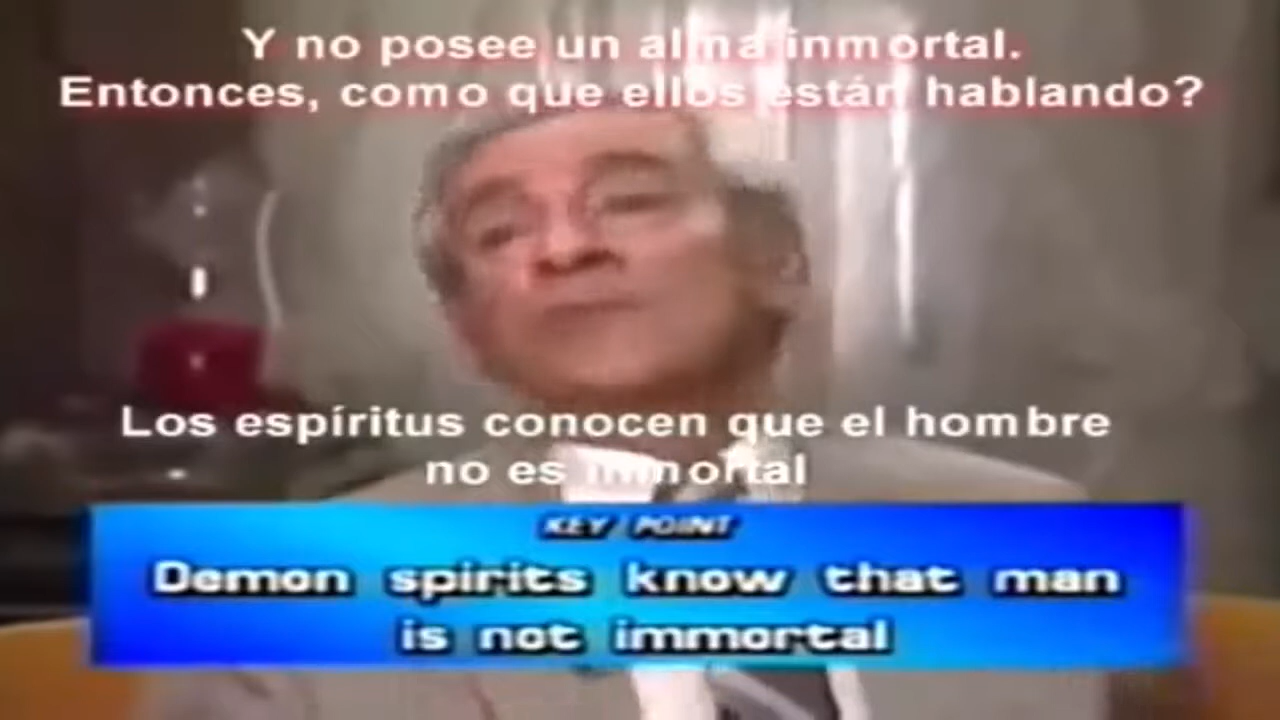 Y no posee un alma inmortal.
Entonces, como que ellos están hablando?
Los espíritus conocen que el hombre
no es inmortal
KEY POINT
Demon spirits know that man
is not immortal